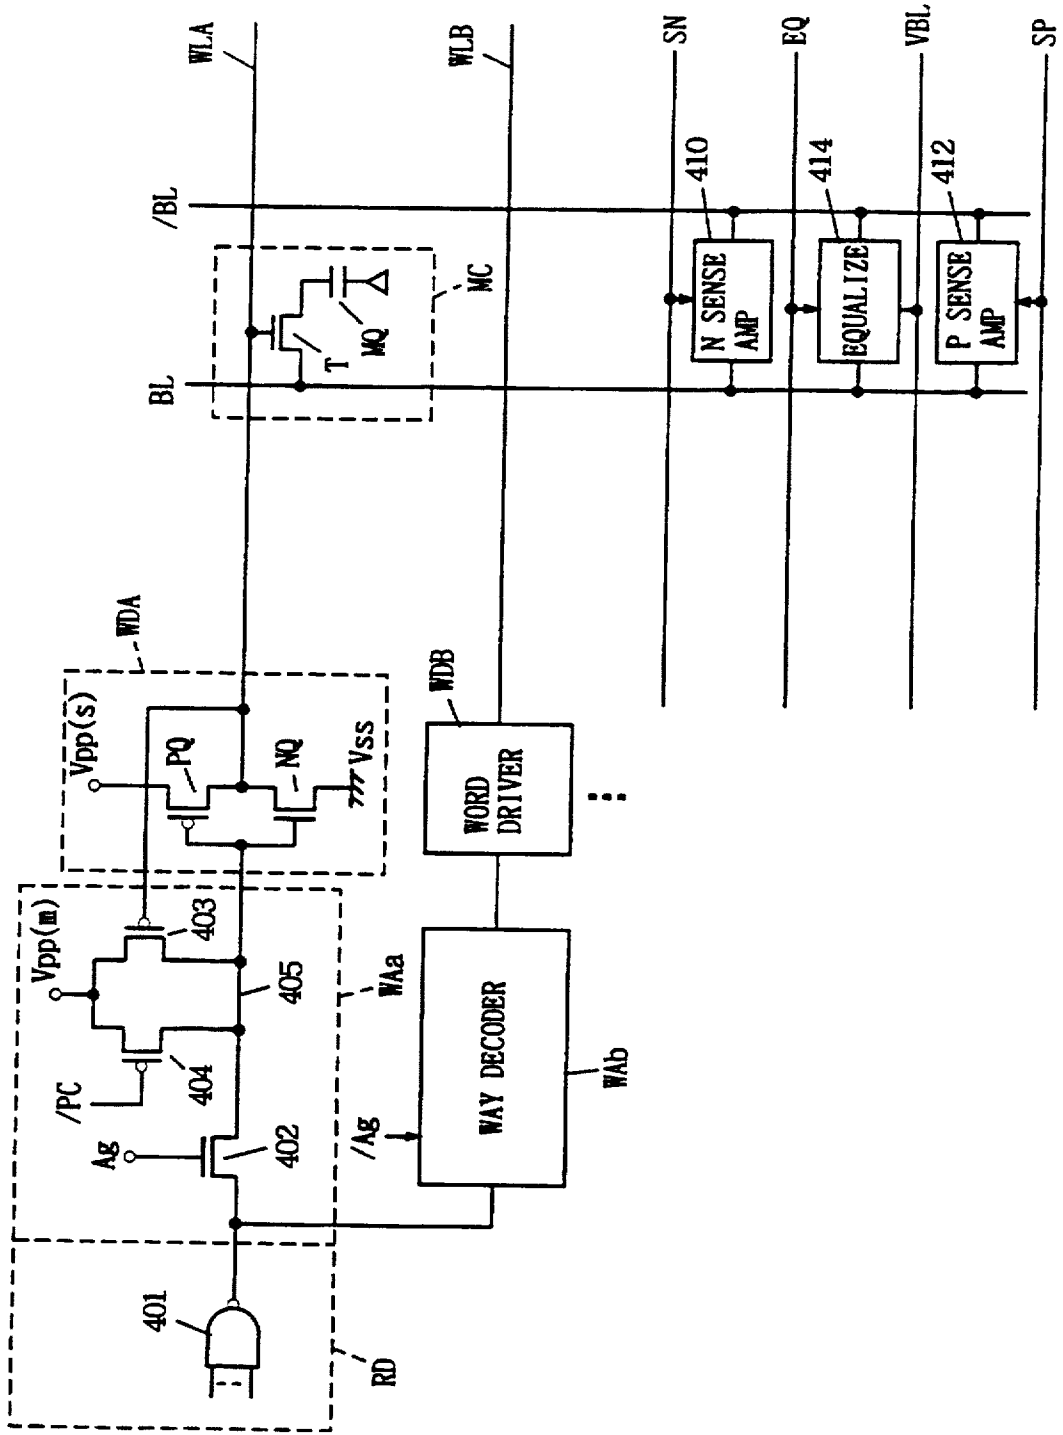 WLA
WLB
SN
EQ
VBL
SP
/BL
BL
MC
T
MQ
410
N SENSE
AMP
414
EQUALIZE
412
P SENSE
AMP
WDA
Vpp(s)
PQ
NQ
Vss
WDB
WORD
DRIVER
Vpp(m)
403
405
WAa
/PC
404
Ag
402
/Ag
WAY DECODER
WAb
401
RD